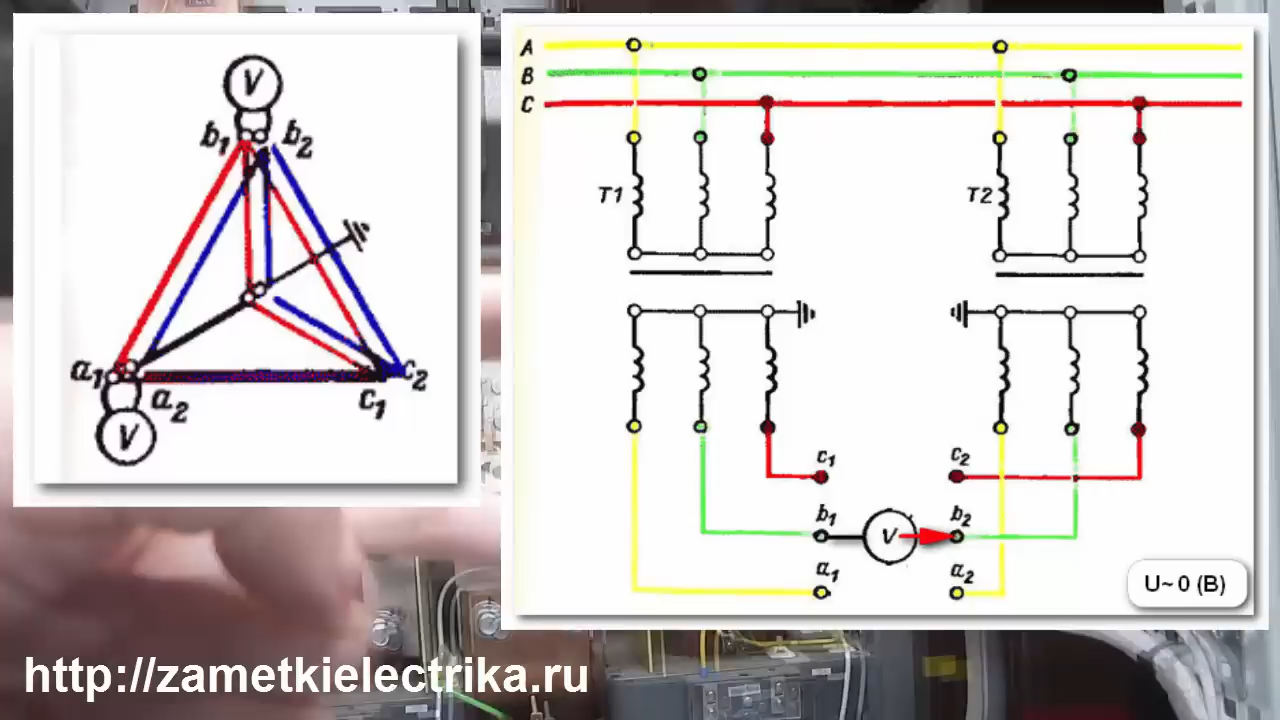 V
b₁ b₂
a₁ a₂ c₁ c₂
V
A
B
C
T1 T2
c₁ c₂
b₁ V b₂
a₁ a₂
U~ 0 (B)
http://zametkielectrika.ru